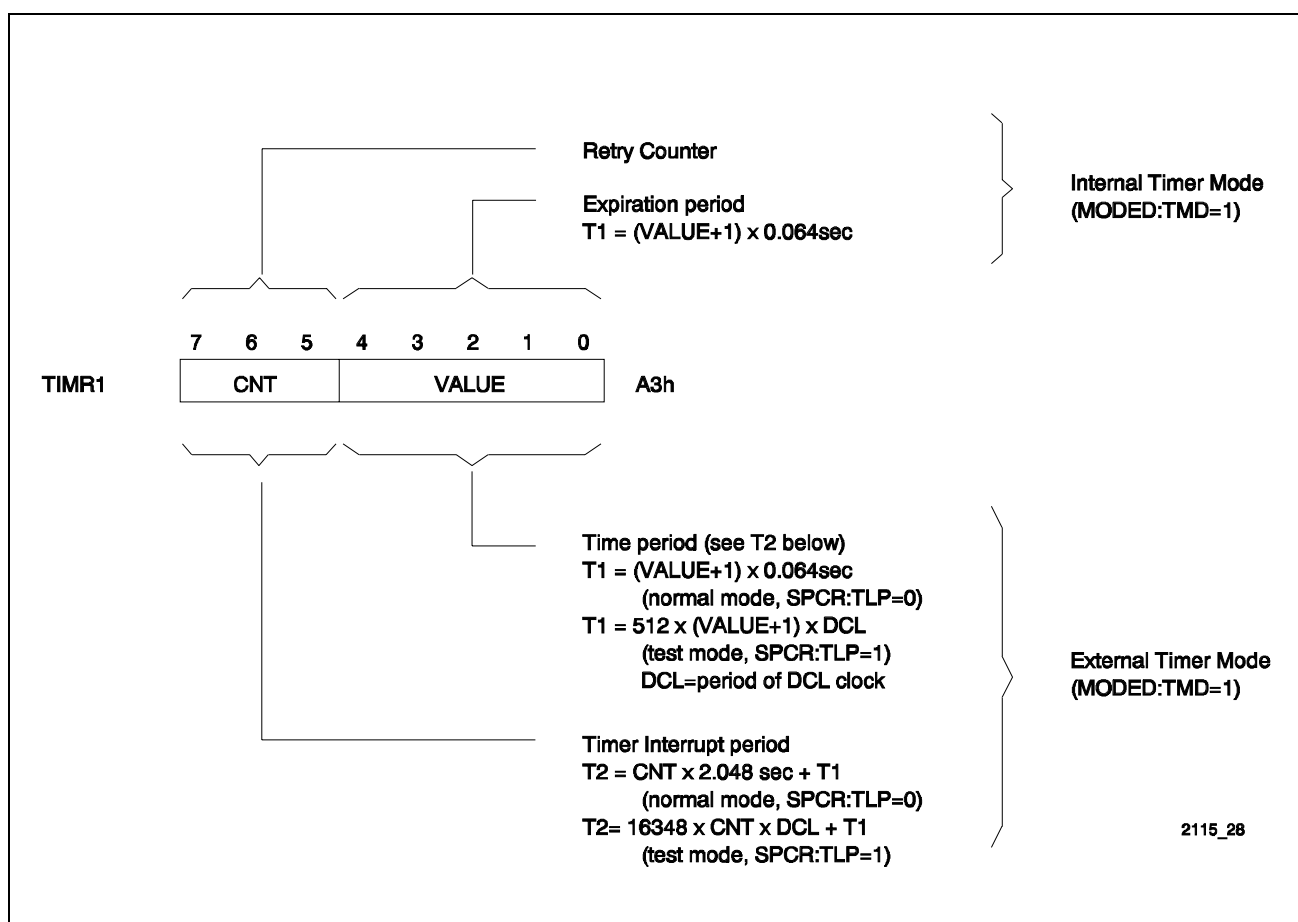 Retry Counter
Expiration period
T1 = (VALUE+1) x 0.064sec
Internal Timer Mode
(MODED:TMD=1)
7 6 5 4 3 2 1 0
TIMR1 CNT VALUE A3h
Time period (see T2 below)
T1 = (VALUE+1) x 0.064sec
(normal mode, SPCR:TLP=0)
T1 = 512 x (VALUE+1) x DCL
(test mode, SPCR:TLP=1)
DCL=period of DCL clock
External Timer Mode
(MODED:TMD=1)
Timer Interrupt period
T2 = CNT x 2.048 sec + T1
(normal mode, SPCR:TLP=0)
T2= 16348 x CNT x DCL + T1
(test mode, SPCR:TLP=1)
2115_28